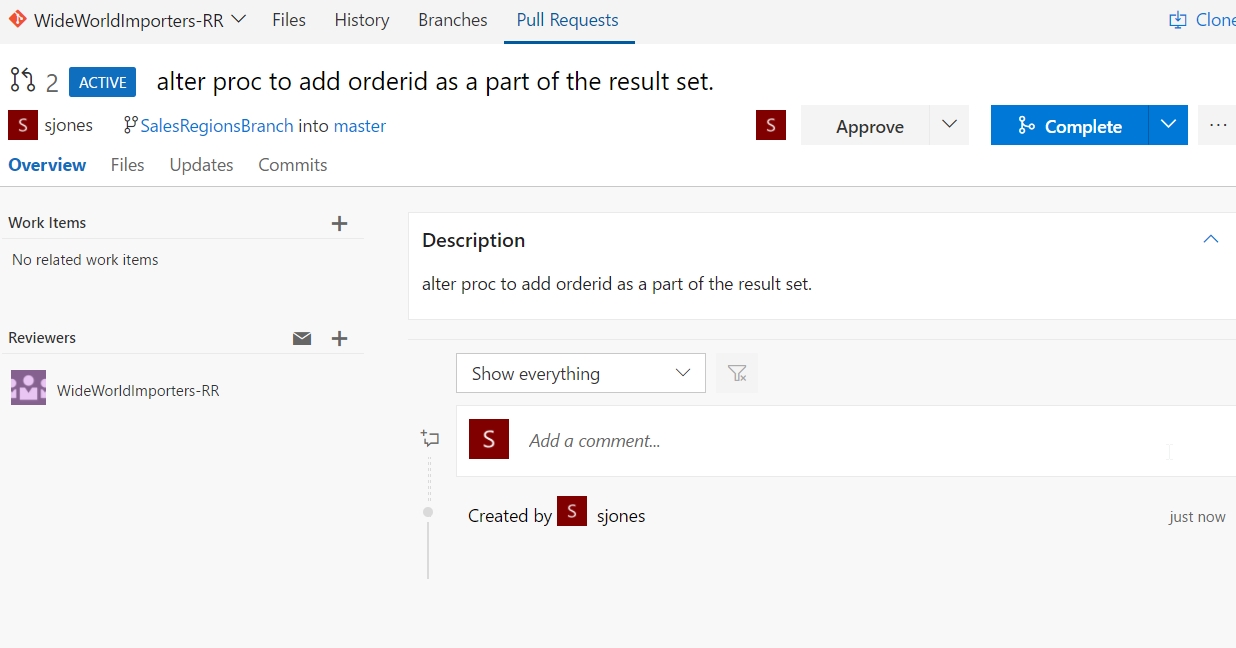 WideWorldImporters-RR Files History Branches Pull Requests Clone
2 ACTIVE alter proc to add orderid as a part of the result set.
S sjones SalesRegionsBranch into master S Approve Complete ...
Overview Files Updates Commits
Work Items
No related work items
Reviewers
WideWorldImporters-RR
Description
alter proc to add orderid as a part of the result set.
Show everything
S Add a comment...
Created by S sjones just now